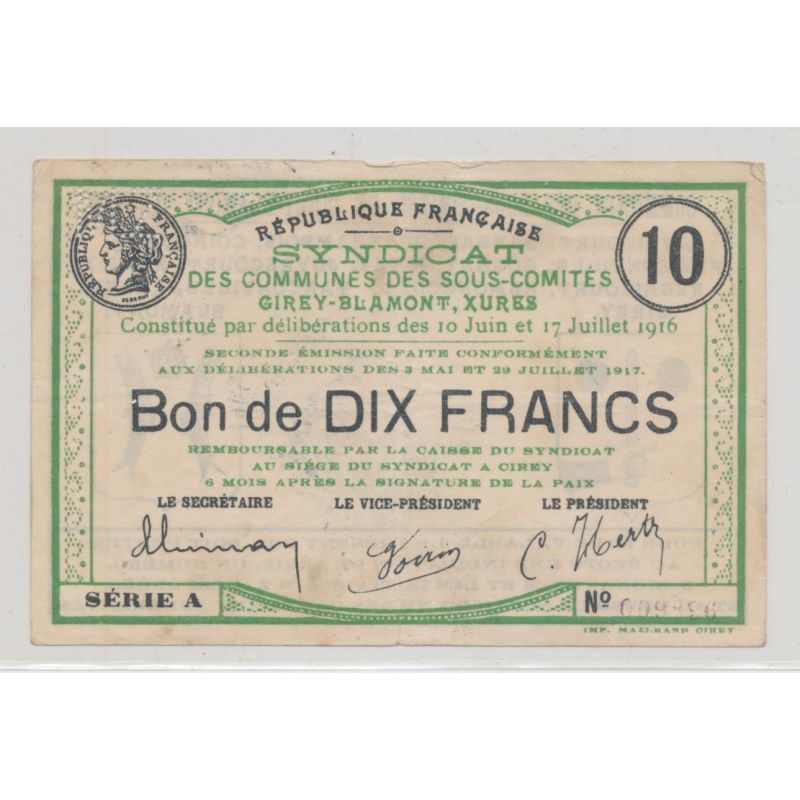 RÉPUBLIQUE FRANÇAISE
10
RÉPUBLIQUE FRANÇAISE
SYNDICAT
DES COMMUNES DES SOUS-COMITÉS
CIREY-BLAMONT, XURES
Constitué par délibérations des 10 Juin et 17 Juillet 1916
SECONDE ÉMISSION FAITE CONFORMÉMENT
AUX DÉLIBÉRATIONS DES 3 MAI ET 29 JUILLET 1917.
Bon de DIX FRANCS
REMBOURSABLE PAR LA CAISSE DU SYNDICAT
AU SIÉGE DU SYNDICAT A CIREY
6 MOIS APRÈS LA SIGNATURE DE LA PAIX
LE SECRÉTAIRE LE VICE-PRÉSIDENT LE PRÉSIDENT
C. Hertz
SÉRIE A
No
IMP. CIREY